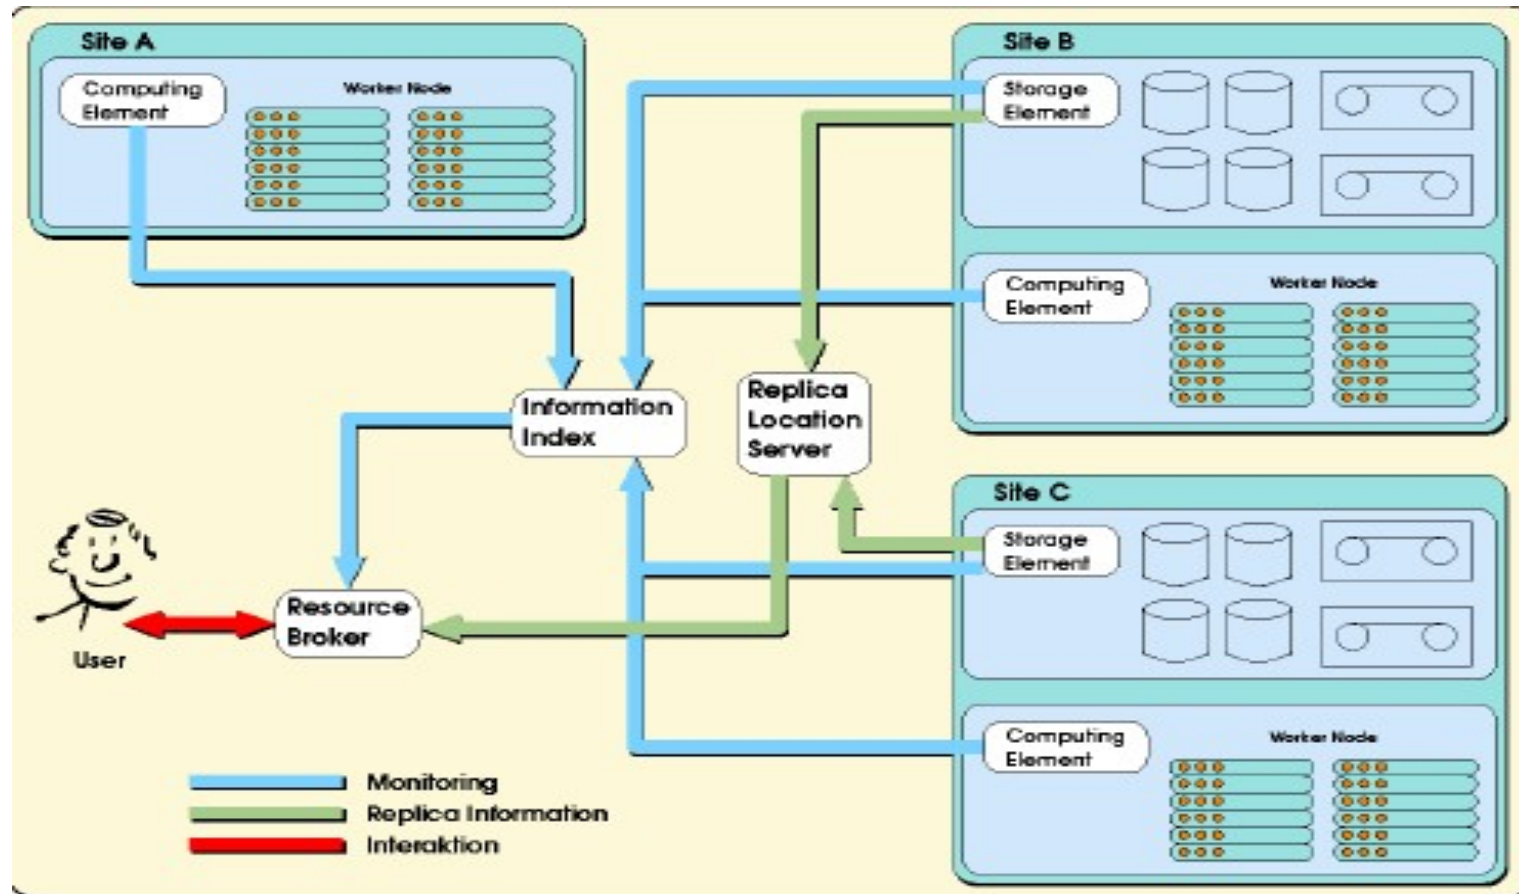 Site A
Computing
Element
Worker Node
Site B
Storage
Element
Computing
Element
Worker Node
Information
Index
Replica
Location
Server
Site C
Storage
Element
Computing
Element
Worker Node
Resource
Broker
User
Monitoring
Replica Information
Interaktion